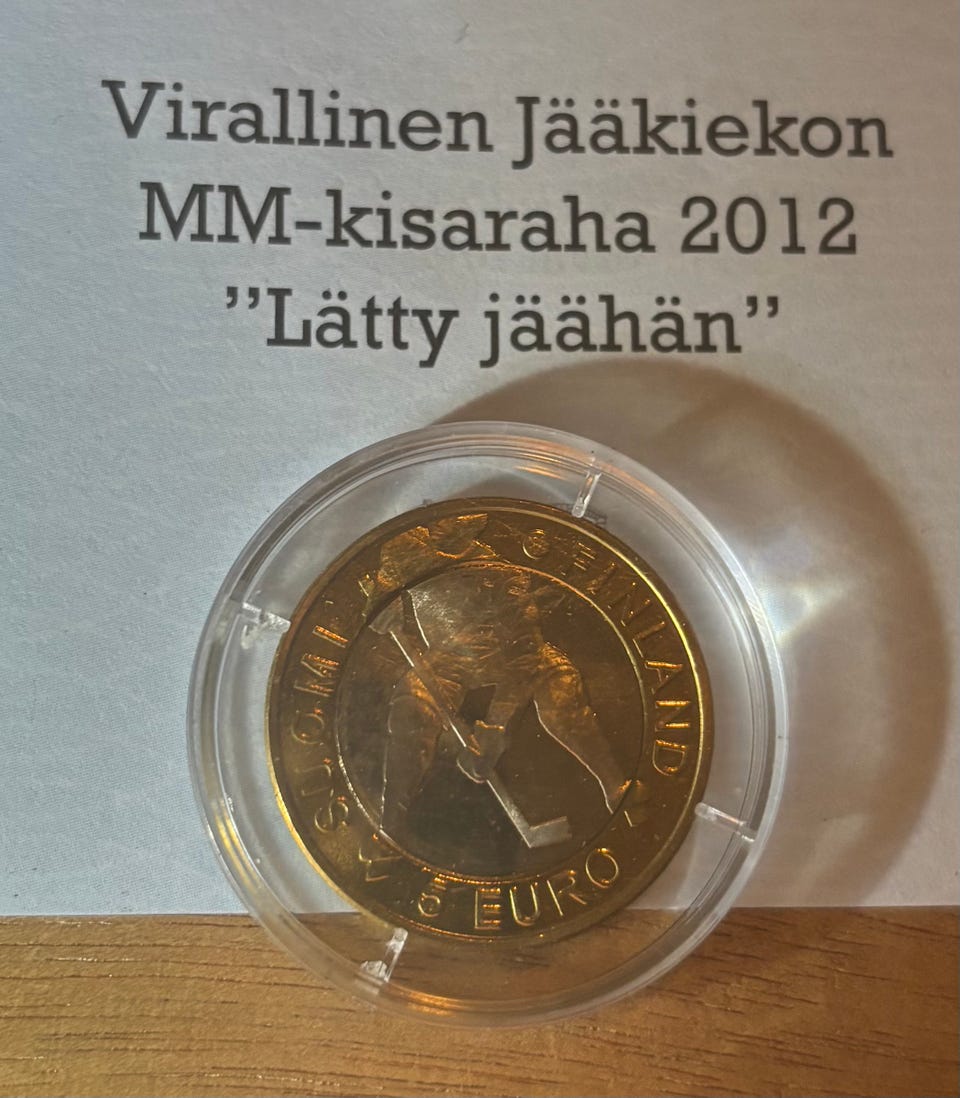 Virallinen Jääkiekon
MM-kisaraha 2012
”Lätty jäähän”
SUOMI
FINLAND
5 EURO